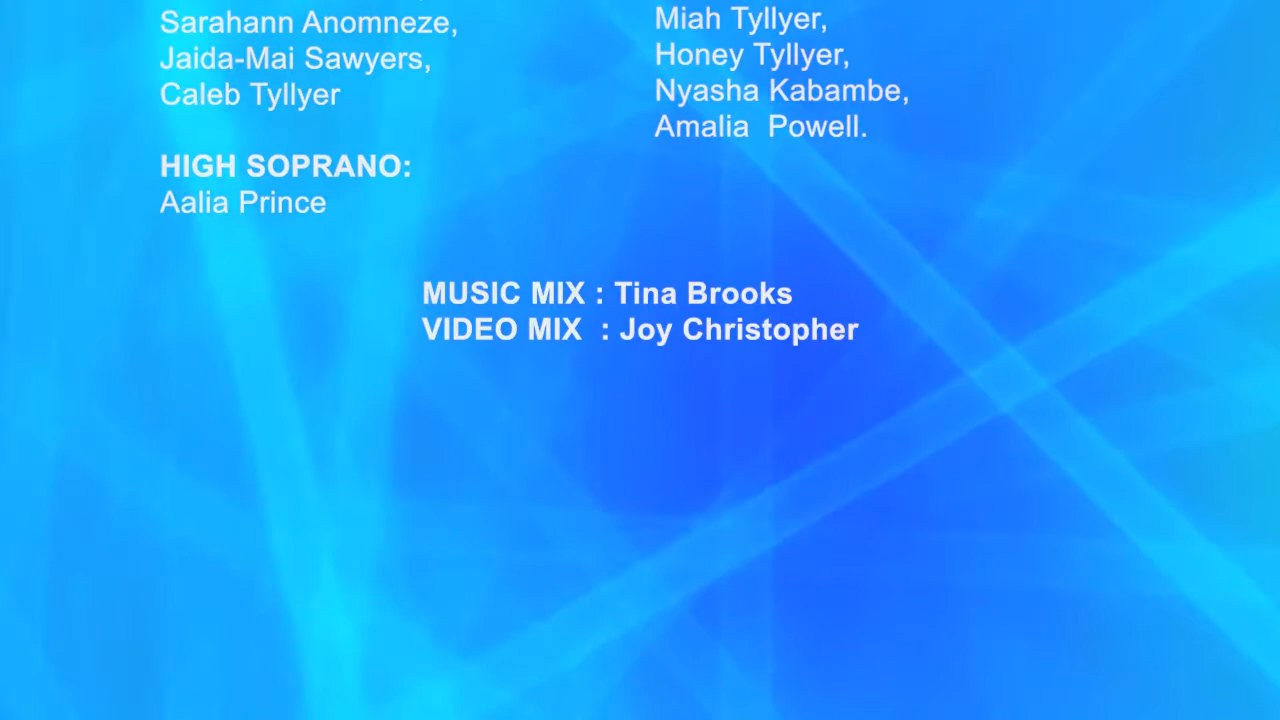 Sarahann Anomneze,
Jaida-Mai Sawyers,
Caleb Tyllyer
HIGH SOPRANO:
Aalia Prince
Miah Tyllyer,
Honey Tyllyer,
Nyasha Kabambe,
Amalia  Powell.
MUSIC MIX : Tina Brooks
VIDEO MIX  : Joy Christopher